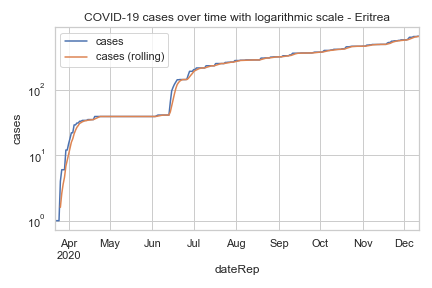 COVID-19 cases over time with logarithmic scale - Eritrea
cases
cases (rolling)
10²
10¹
10⁰
cases
Apr
2020
May
Jun
Jul
Aug
Sep
Oct
Nov
Dec
dateRep